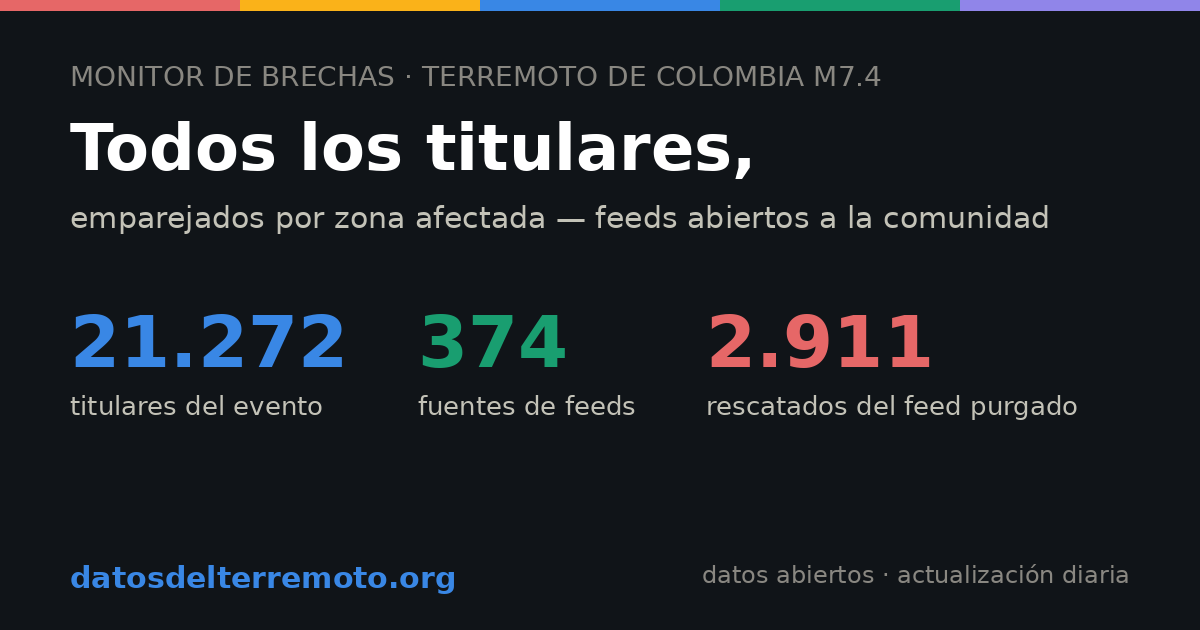 MONITOR DE BRECHAS · TERREMOTO DE COLOMBIA M7.4
Todos los titulares,
emparejados por zona afectada — feeds abiertos a la comunidad
21.272
titulares del evento
374
fuentes de feeds
2.911
rescatados del feed purgado
datosdelterremoto.org
datos abiertos · actualización diaria